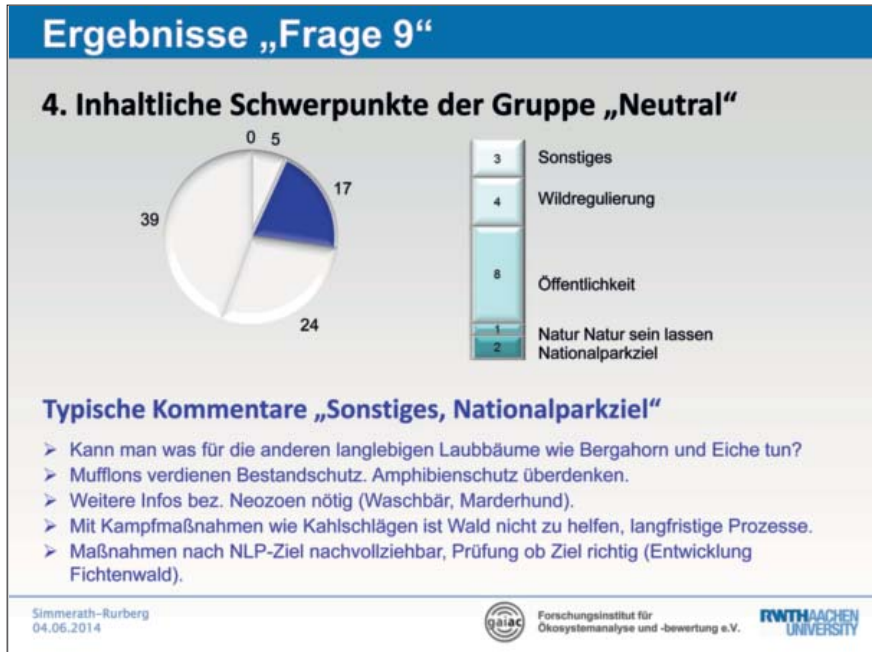 Ergebnisse „Frage 9“
4. Inhaltliche Schwerpunkte der Gruppe „Neutral“
0 5
17
39
24
3 Sonstiges
4 Wildregulierung
8 Öffentlichkeit
1 Natur Natur sein lassen
2 Nationalparkziel
Typische Kommentare „Sonstiges, Nationalparkziel“
➢ Kann man was für die anderen langlebigen Laubbäume wie Bergahorn und Eiche tun?
➢ Mufflons verdienen Bestandschutz. Amphibienschutz überdenken.
➢ Weitere Infos bez. Neozoen nötig (Waschbär, Marderhund).
➢ Mit Kampfmaßnahmen wie Kahlschlägen ist Wald nicht zu helfen, langfristige Prozesse.
➢ Maßnahmen nach NLP-Ziel nachvollziehbar, Prüfung ob Ziel richtig (Entwicklung
Fichtenwald).
Simmerath–Rurberg
04.06.2014
gaiac
Forschungsinstitut für
Ökosystemanalyse und -bewertung e.V.
RWTHAACHEN
UNIVERSITY